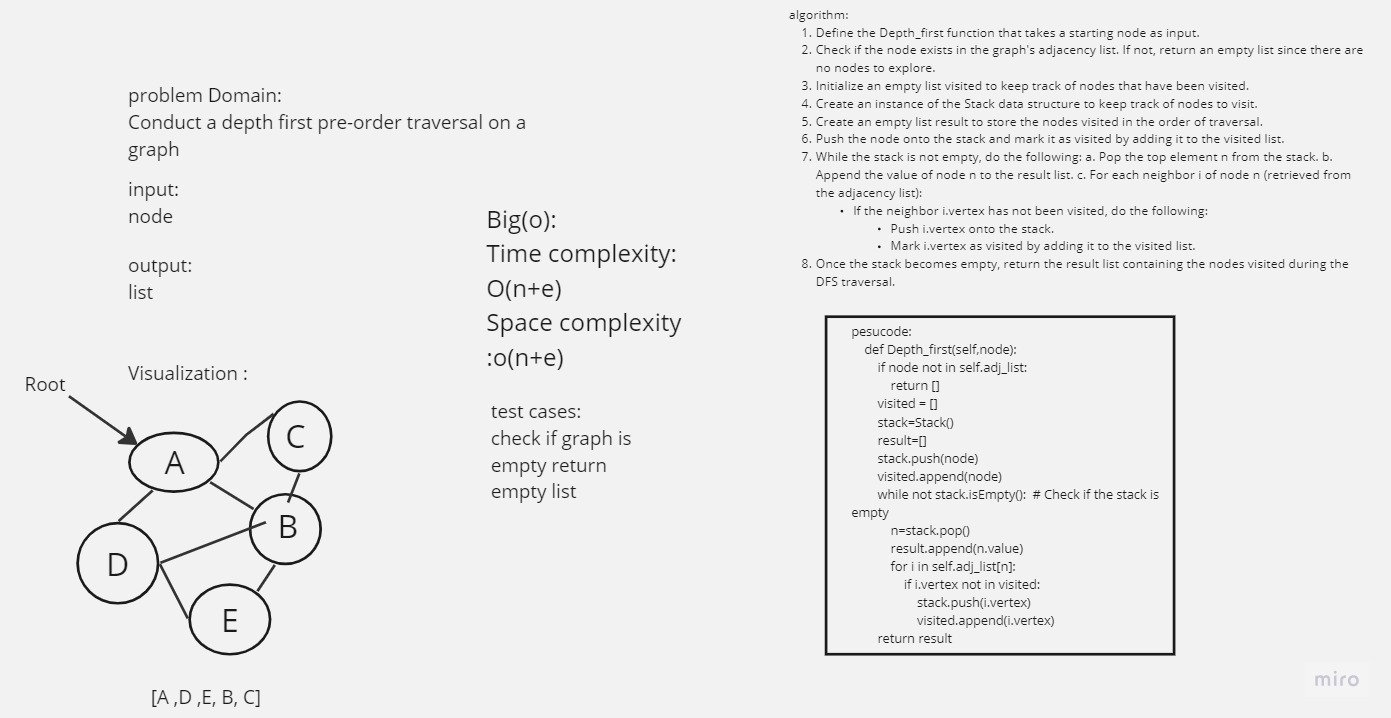 problem Domain:
Conduct a depth first pre-order traversal on a
graph
input:
node
output:
list
Big(o):
Time complexity:
O(n+e)
Space complexity
:o(n+e)
test cases:
check if graph is
empty return
empty list
Visualization :
Root
A
C
B
D
E
[A ,D ,E, B, C]
algorithm:
1. Define the Depth_first function that takes a starting node as input.
2. Check if the node exists in the graph's adjacency list. If not, return an empty list since there are
no nodes to explore.
3. Initialize an empty list visited to keep track of nodes that have been visited.
4. Create an instance of the Stack data structure to keep track of nodes to visit.
5. Create an empty list result to store the nodes visited in the order of traversal.
6. Push the node onto the stack and mark it as visited by adding it to the visited list.
7. While the stack is not empty, do the following: a. Pop the top element n from the stack. b.
Append the value of node n to the result list. c. For each neighbor i of node n (retrieved from
the adjacency list):
• If the neighbor i.vertex has not been visited, do the following:
• Push i.vertex onto the stack.
• Mark i.vertex as visited by adding it to the visited list.
8. Once the stack becomes empty, return the result list containing the nodes visited during the
DFS traversal.
pesucode:
def Depth_first(self,node):
if node not in self.adj_list:
return []
visited = []
stack=Stack()
result=[]
stack.push(node)
visited.append(node)
while not stack.isEmpty():  # Check if the stack is
empty
n=stack.pop()
result.append(n.value)
for i in self.adj_list[n]:
if i.vertex not in visited:
stack.push(i.vertex)
visited.append(i.vertex)
return result
miro